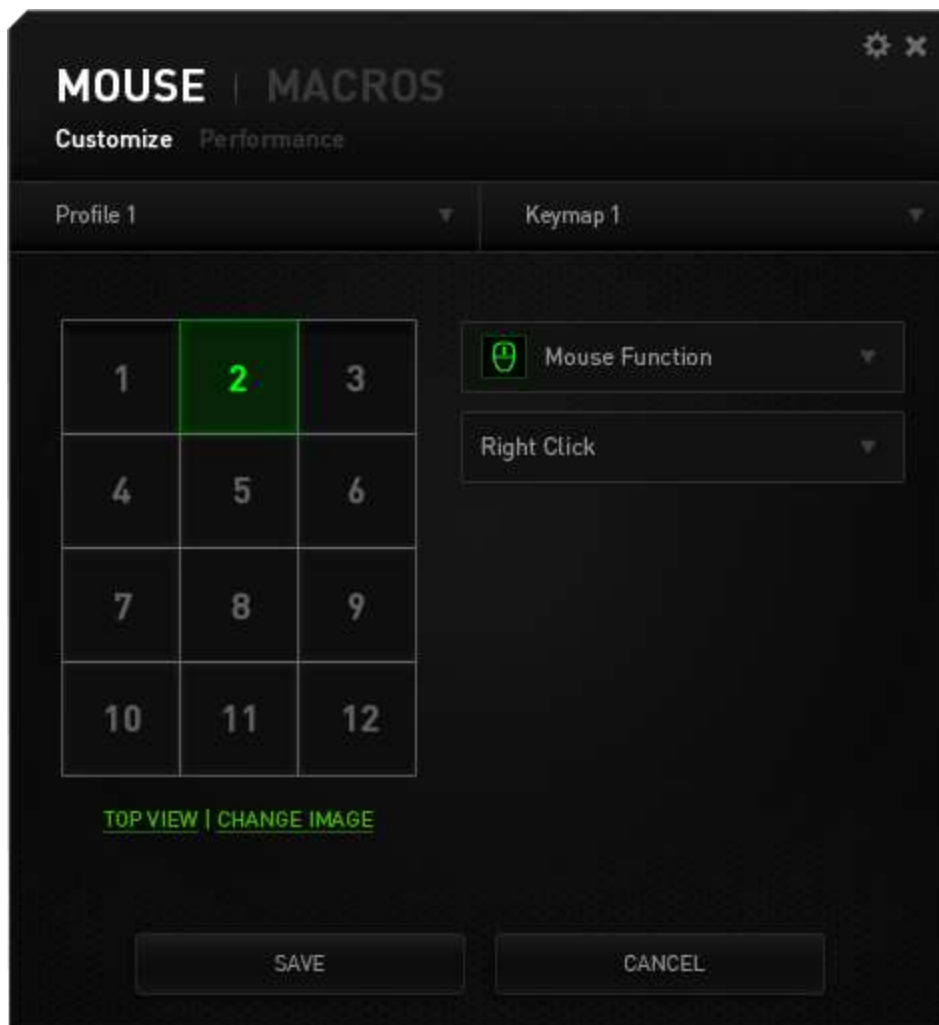 MOUSE | MACROS
Customize Performance
Profile 1 Keymap 1
1 2 3
Mouse Function
Right Click
4 5 6
7 8 9
10 11 12
TOP VIEW | CHANGE IMAGE
SAVE CANCEL